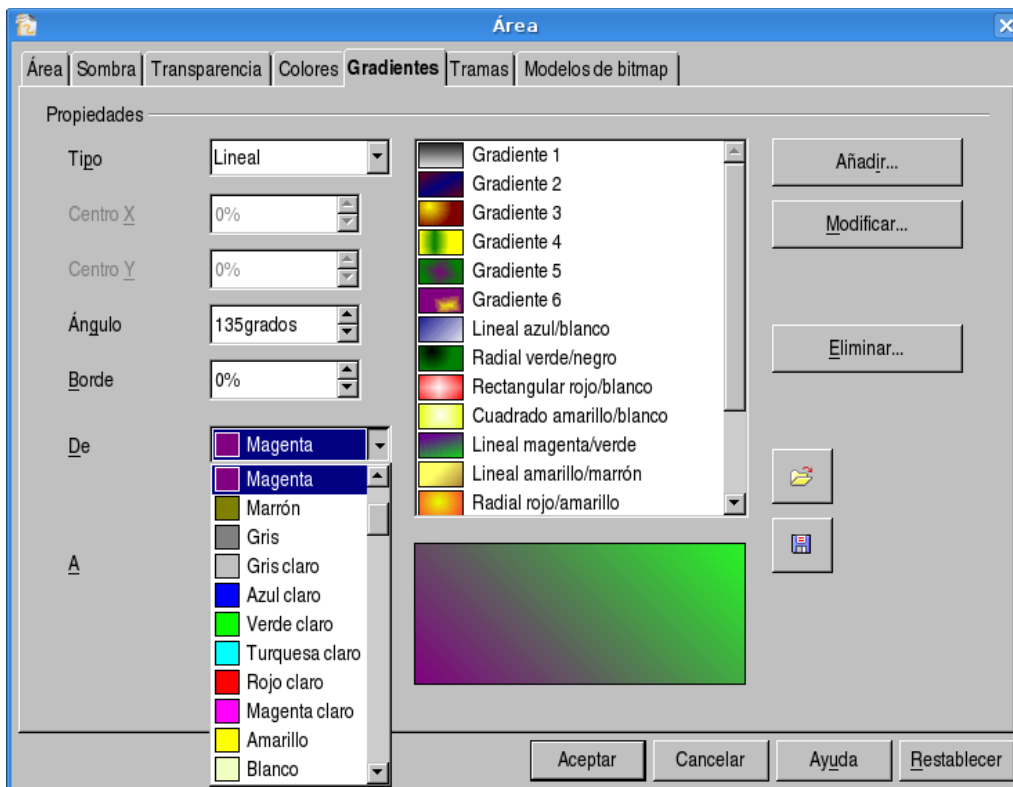 Área
Área Sombra Transparencia Colores Gradientes Tramas Modelos de bitmap
Propiedades
Tipo Lineal
Centro X 0%
Centro Y 0%
Ángulo 135grados
Borde 0%
De Magenta
Magenta
Marrón
Gris
Gris claro
Azul claro
Verde claro
Turquesa claro
Rojo claro
Magenta claro
Amarillo
Blanco
A
Gradiente 1
Gradiente 2
Gradiente 3
Gradiente 4
Gradiente 5
Gradiente 6
Lineal azul/blanco
Radial verde/negro
Rectangular rojo/blanco
Cuadrado amarillo/blanco
Lineal magenta/verde
Lineal amarillo/marrón
Radial rojo/amarillo
Añadir...
Modificar...
Eliminar...
Aceptar Cancelar Ayuda Restablecer